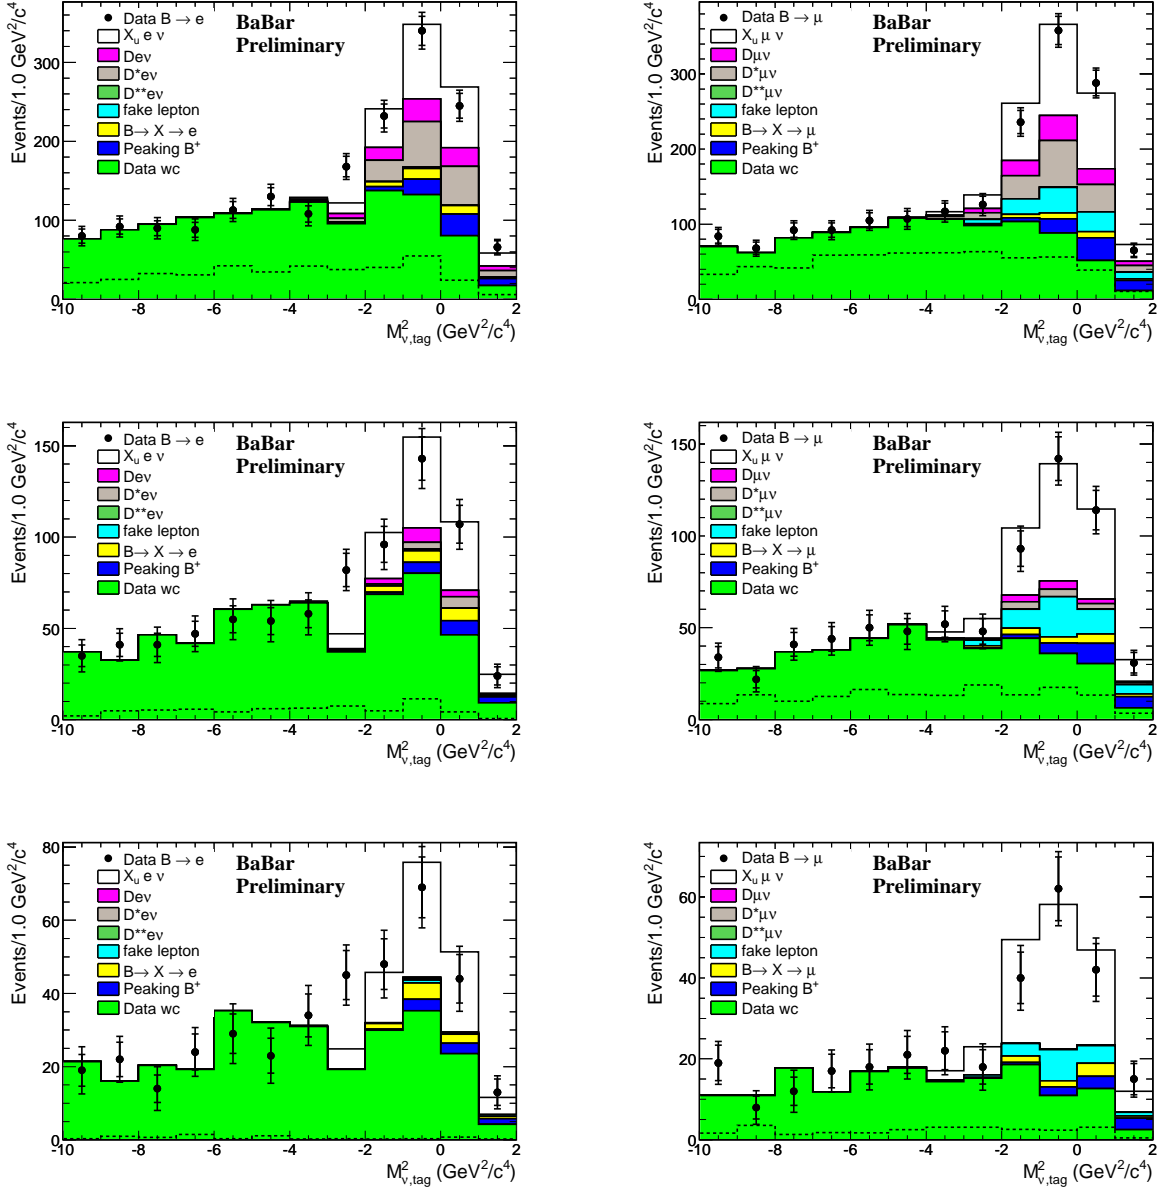 Data B → e
X_u e ν
Deν
D*eν
D**eν
fake lepton
B→ X → e
Peaking B⁺
Data wc
BaBar
Preliminary
Events/1.0 GeV²/c⁴
0
100
200
300
-10 -8 -6 -4 -2 0 2
M²_ν,tag (GeV²/c⁴)
Data B → μ
X_u μ ν
Dμν
D*μν
D**μν
fake lepton
B→ X → μ
Peaking B⁺
Data wc
BaBar
Preliminary
Events/1.0 GeV²/c⁴
0
100
200
300
-10 -8 -6 -4 -2 0 2
M²_ν,tag (GeV²/c⁴)
Data B → e
X_u e ν
Deν
D*eν
D**eν
fake lepton
B→ X → e
Peaking B⁺
Data wc
BaBar
Preliminary
Events/1.0 GeV²/c⁴
0
50
100
150
-10 -8 -6 -4 -2 0 2
M²_ν,tag (GeV²/c⁴)
Data B → μ
X_u μ ν
Dμν
D*μν
D**μν
fake lepton
B→ X → μ
Peaking B⁺
Data wc
BaBar
Preliminary
Events/1.0 GeV²/c⁴
0
50
100
150
-10 -8 -6 -4 -2 0 2
M²_ν,tag (GeV²/c⁴)
Data B → e
X_u e ν
Deν
D*eν
D**eν
fake lepton
B→ X → e
Peaking B⁺
Data wc
BaBar
Preliminary
Events/1.0 GeV²/c⁴
0
20
40
60
80
-10 -8 -6 -4 -2 0 2
M²_ν,tag (GeV²/c⁴)
Data B → μ
X_u μ ν
Dμν
D*μν
D**μν
fake lepton
B→ X → μ
Peaking B⁺
Data wc
BaBar
Preliminary
Events/1.0 GeV²/c⁴
0
20
40
60
-10 -8 -6 -4 -2 0 2
M²_ν,tag (GeV²/c⁴)